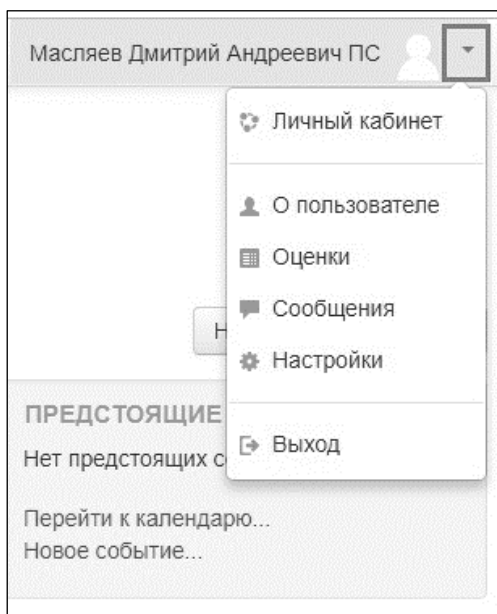 Масляев Дмитрий Андреевич ПС
Личный кабинет
О пользователе
Оценки
Сообщения
Настройки
Выход
Н
ПРЕДСТОЯЩИЕ
Нет предстоящих с
Перейти к календарю...
Новое событие...